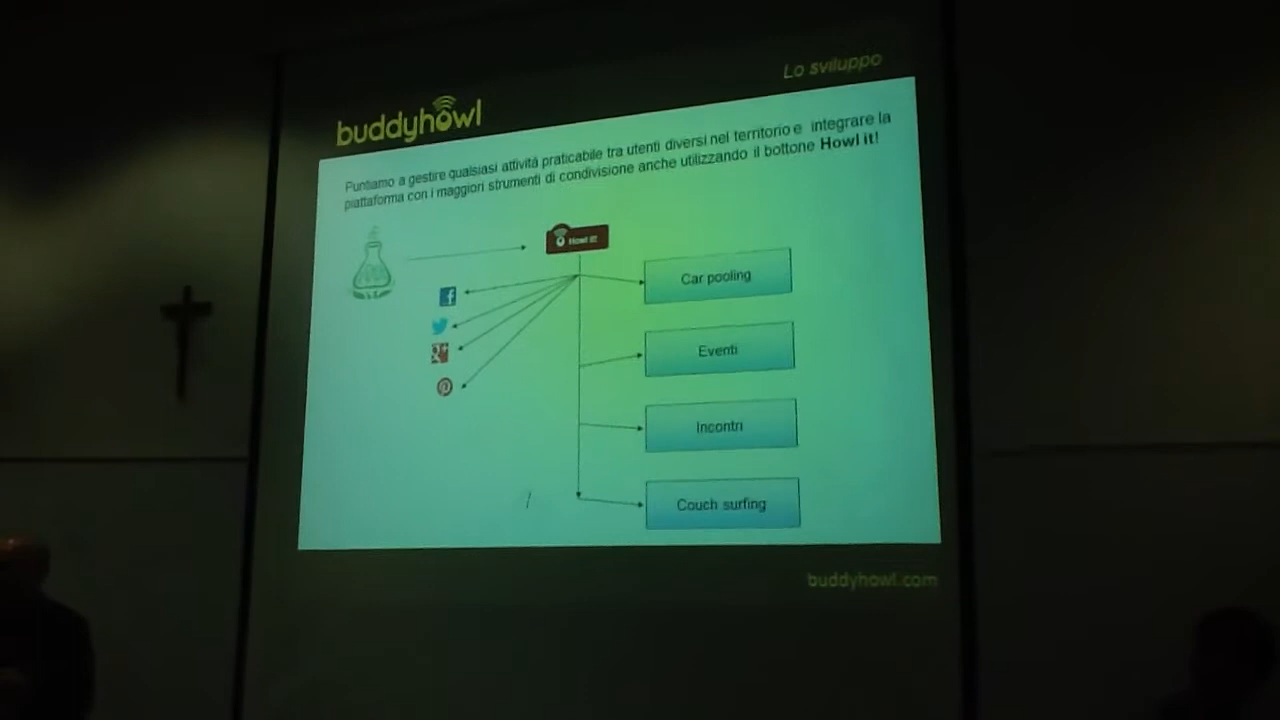 Lo sviluppo
buddyhowl
Puntiamo a gestire qualsiasi attività praticabile tra utenti diversi nel territorio e integrare la
piattaforma con i maggiori strumenti di condivisione anche utilizzando il bottone Howl it!
Howl it!
Car pooling
Eventi
Incontri
Couch surfing
buddyhowl.com